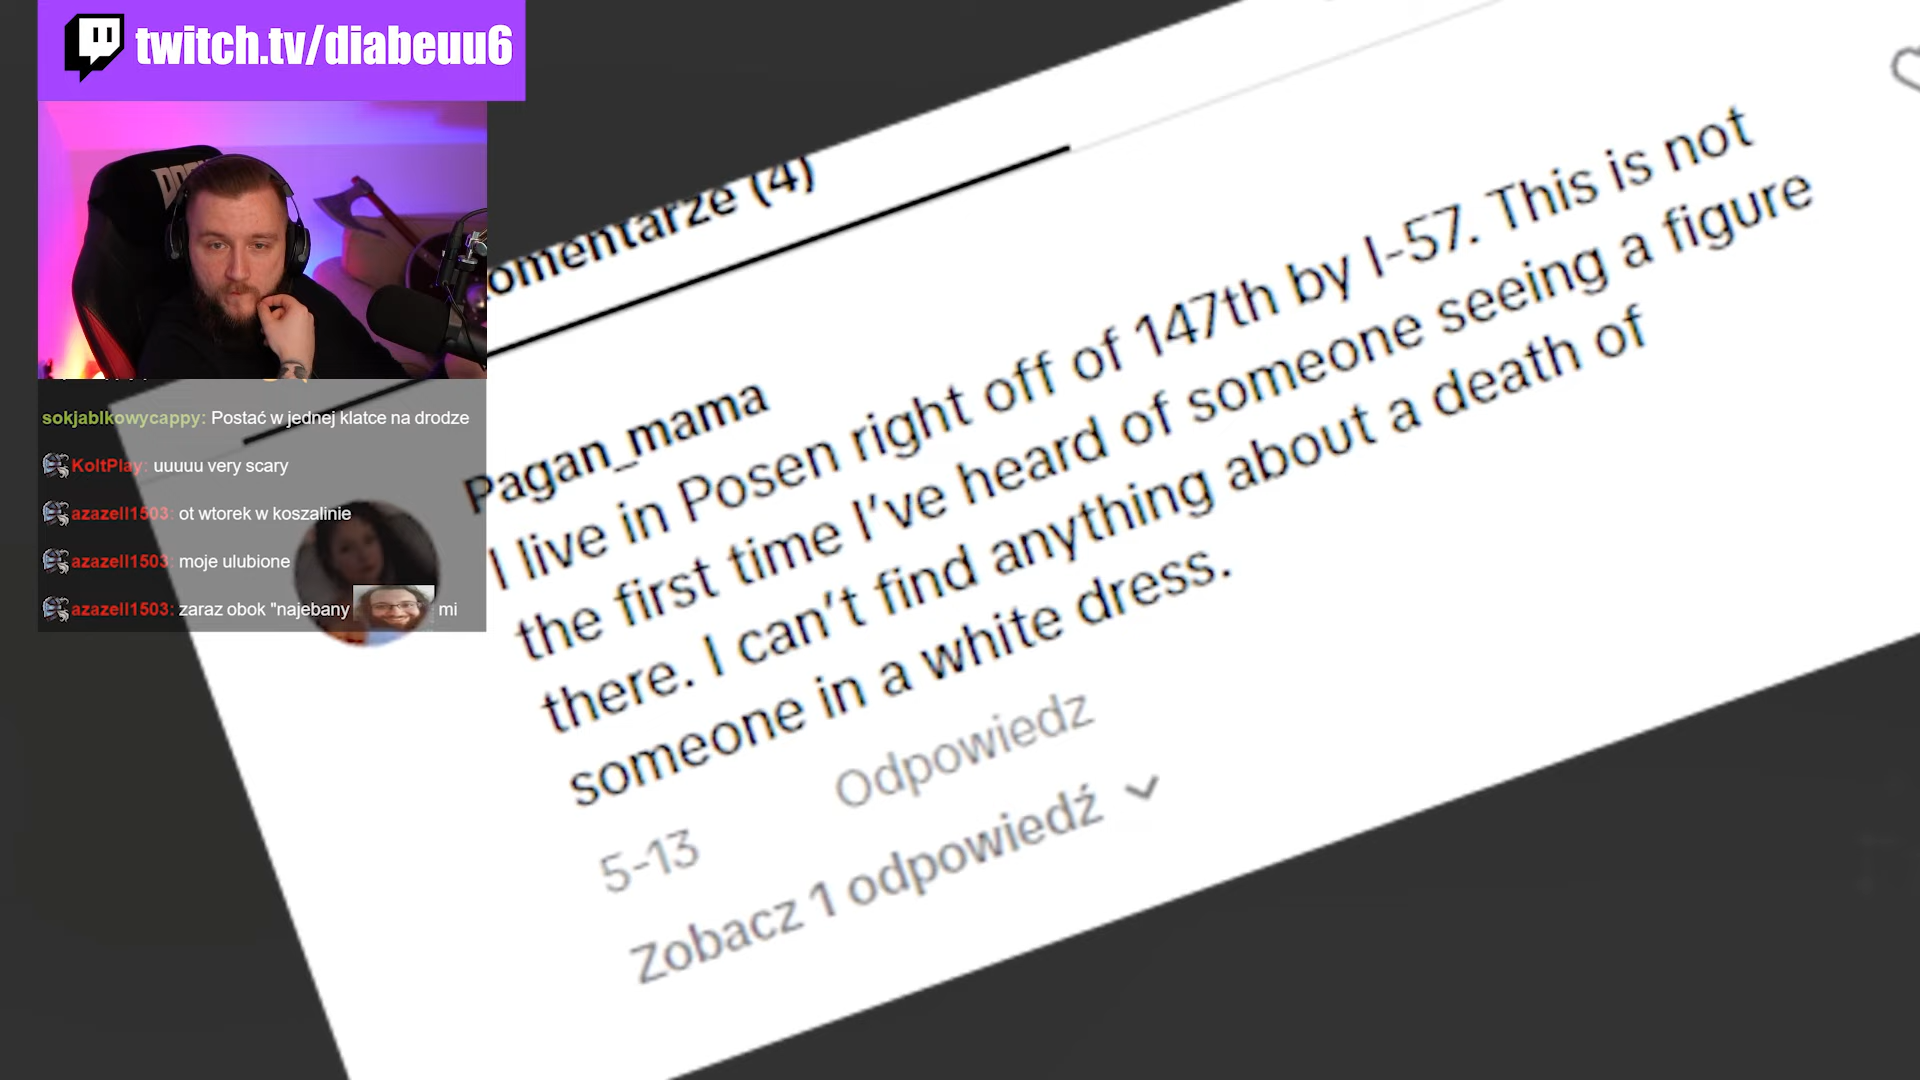 twitch.tv/diabeuu6
omentarze (4)
sokjablkowycappy: Postać w jednej klatce na drodze
KoltPlay: uuuuu very scary
azazell1503: ot wtorek w koszalinie
azazell1503: moje ulubione
azazell1503: zaraz obok "najebany mi
Pagan_mama
I live in Posen right off of 147th by I-57. This is not
the first time I've heard of someone seeing a figure
there. I can't find anything about a death of
someone in a white dress.
5-13 Odpowiedz
Zobacz 1 odpowiedź